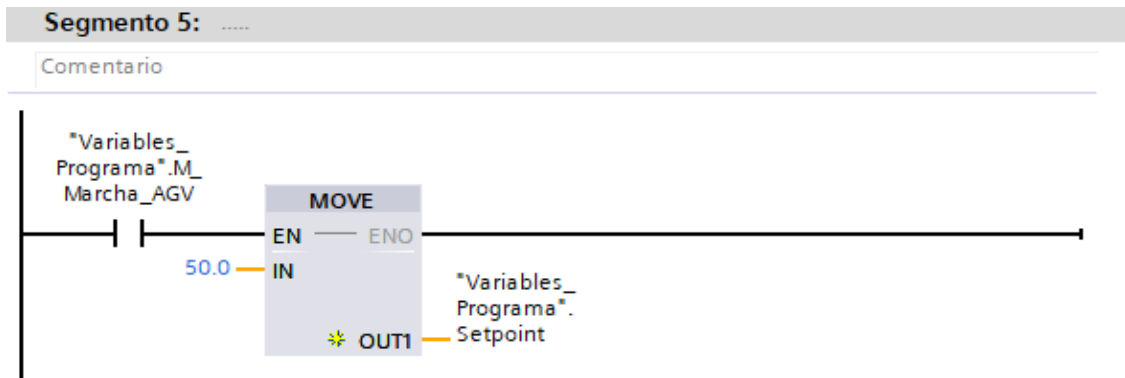 Segmento 5: .....
Comentario
"Variables_
Programa".M_
Marcha_AGV
MOVE
EN ENO
50.0 IN
"Variables_
Programa".
OUT1 Setpoint